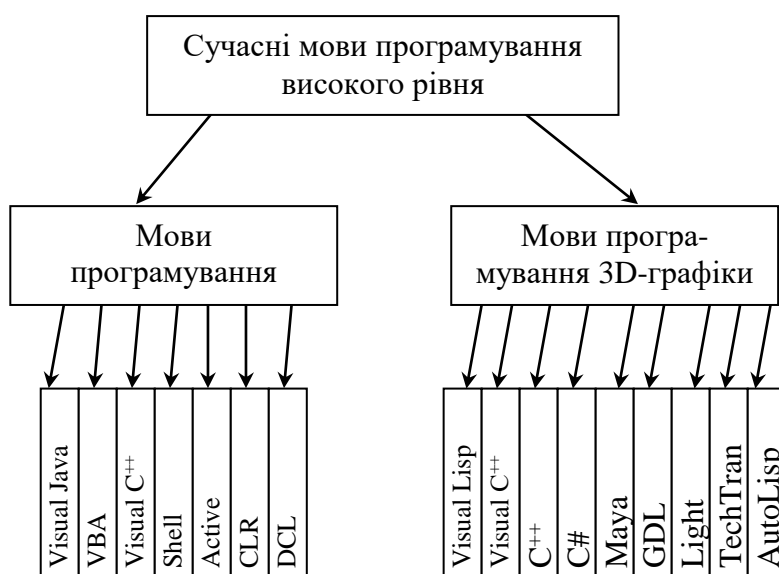 Сучасні мови програмування
високого рівня
Мови
програмування
Мови програ-
мування 3D-графіки
Visual Java
VBA
Visual C++
Shell
Active
CLR
DCL
Visual Lisp
Visual C++
C++
C#
Maya
GDL
Light
TechTran
AutoLisp